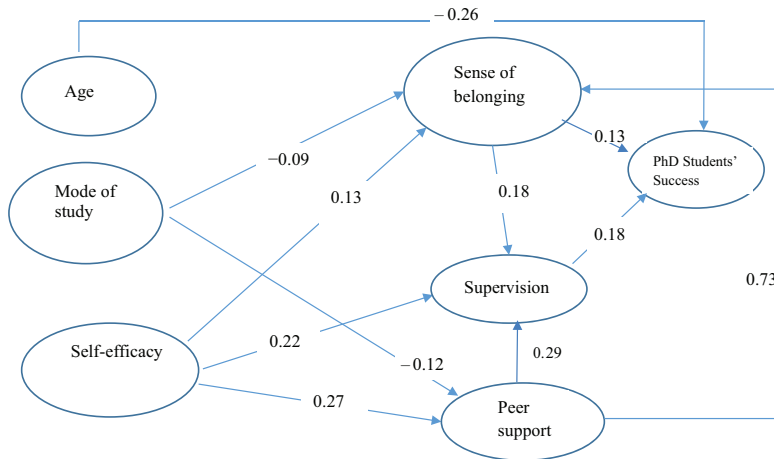 −0.26
Age
Sense of
belonging
−0.09
0.13
PhD Students’
Success
Mode of
study
0.13
0.18
0.18
Supervision
0.73
Self-efficacy
0.22
0.29
−0.12
0.27
Peer
support